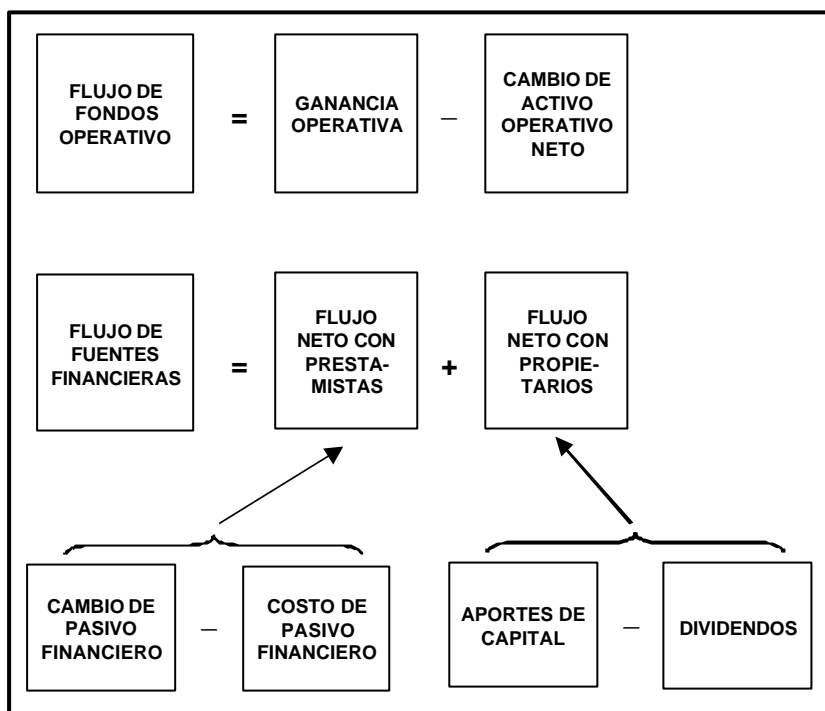 FLUJO DE
FONDOS
OPERATIVO
=
GANANCIA
OPERATIVA
–
CAMBIO DE
ACTIVO
OPERATIVO
NETO
FLUJO DE
FUENTES
FINANCIERAS
=
FLUJO
NETO CON
PRESTA-
MISTAS
+
FLUJO
NETO CON
PROPIE-
TARIOS
CAMBIO DE
PASIVO
FINANCIERO
–
COSTO DE
PASIVO
FINANCIERO
APORTES DE
CAPITAL
–
DIVIDENDOS